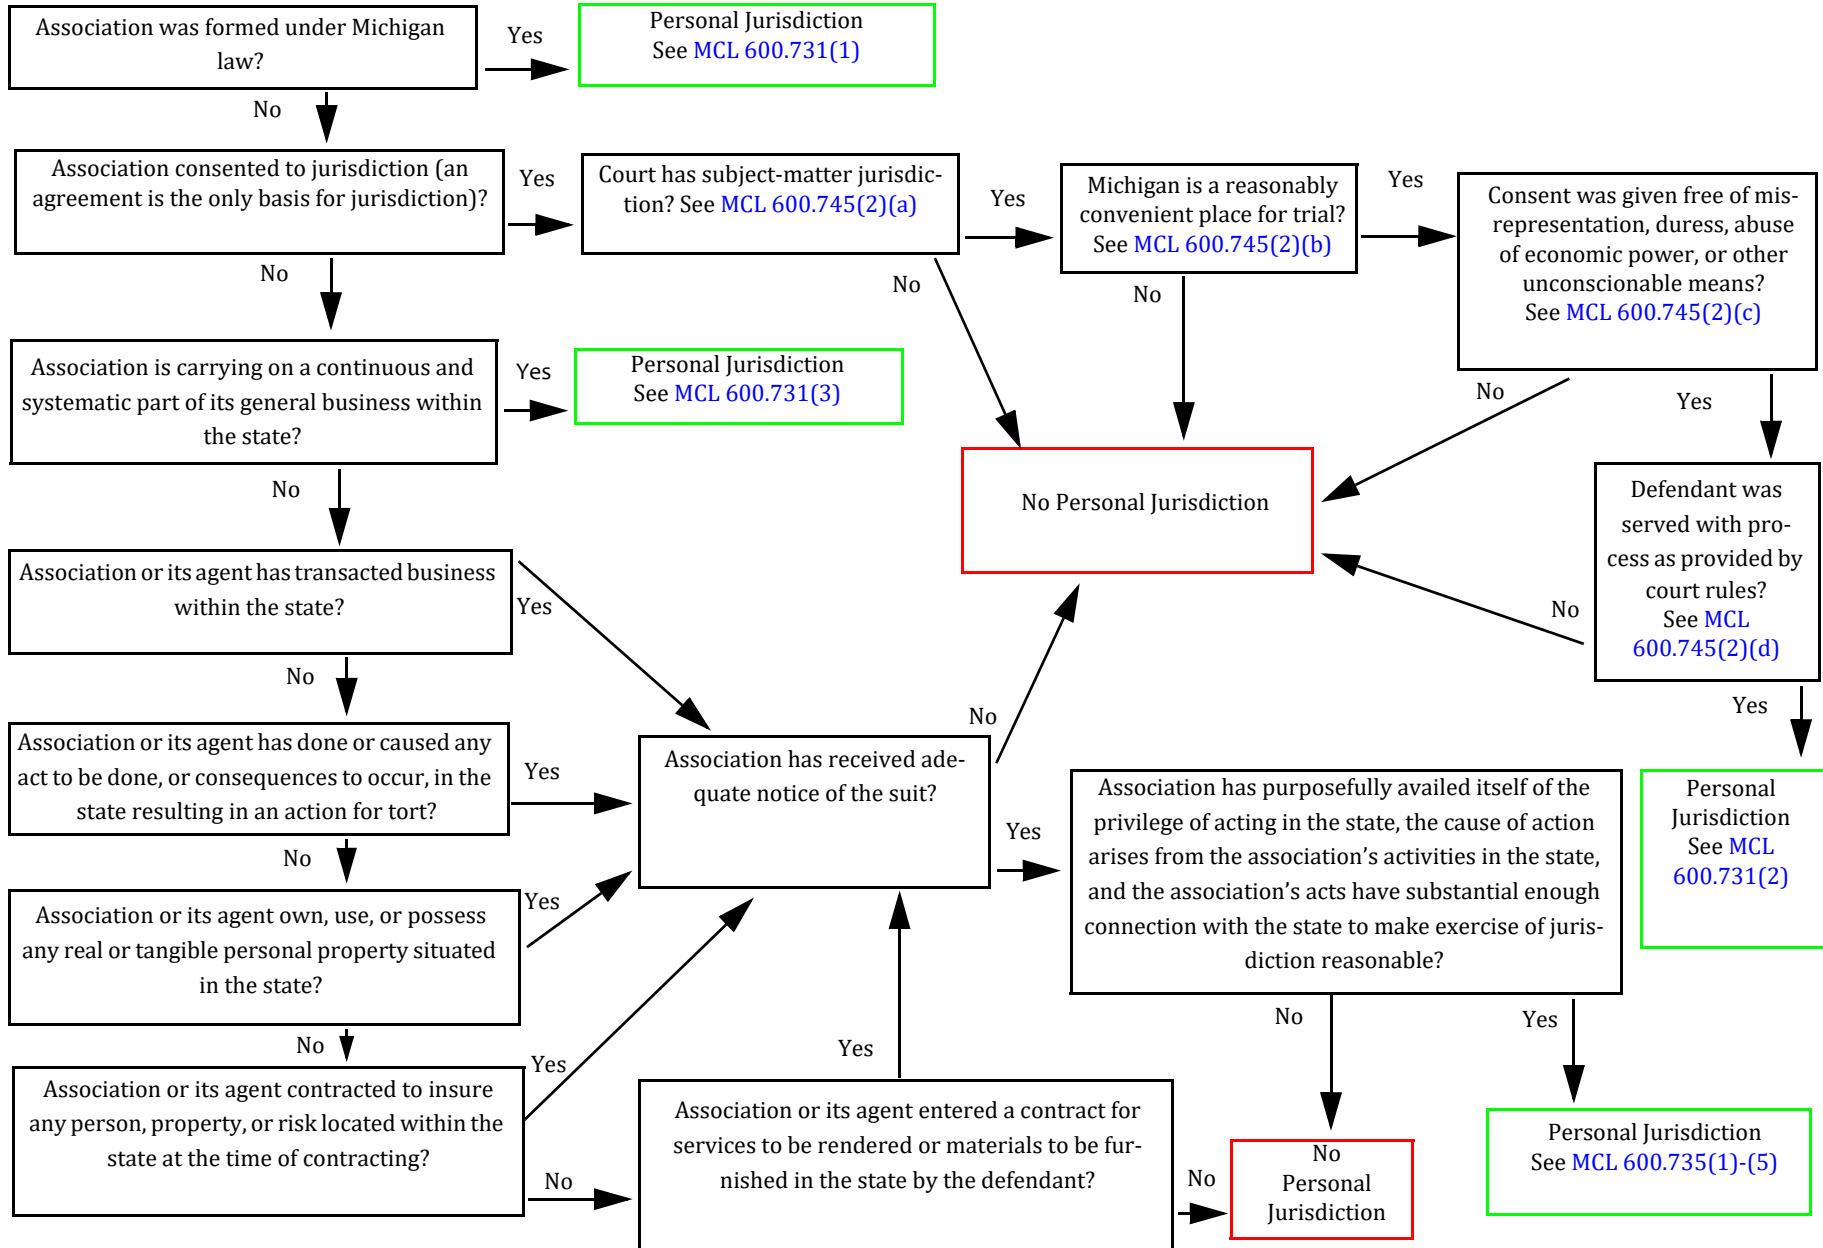 Association was formed under Michigan
law?
Yes
Personal Jurisdiction
See MCL 600.731(1)
No
Association consented to jurisdiction (an
agreement is the only basis for jurisdiction)?
Yes
Court has subject-matter jurisdic-
tion? See MCL 600.745(2)(a)
Yes
Michigan is a reasonably
convenient place for trial?
See MCL 600.745(2)(b)
Yes
Consent was given free of mis-
representation, duress, abuse
of economic power, or other
unconscionable means?
See MCL 600.745(2)(c)
No
No
No
No
Yes
Association is carrying on a continuous and
systematic part of its general business within
the state?
Yes
Personal Jurisdiction
See MCL 600.731(3)
No Personal Jurisdiction
Defendant was
served with pro-
cess as provided by
court rules?
See MCL
600.745(2)(d)
No
Yes
No
Association or its agent has transacted business
within the state?
Yes
No
Association or its agent has done or caused any
act to be done, or consequences to occur, in the
state resulting in an action for tort?
Yes
Association has received ade-
quate notice of the suit?
No
Yes
Association has purposefully availed itself of the
privilege of acting in the state, the cause of action
arises from the association’s activities in the state,
and the association’s acts have substantial enough
connection with the state to make exercise of juris-
diction reasonable?
Personal
Jurisdiction
See MCL
600.731(2)
No
Association or its agent own, use, or possess
any real or tangible personal property situated
in the state?
Yes
No
Association or its agent contracted to insure
any person, property, or risk located within the
state at the time of contracting?
Yes
No
Yes
Association or its agent entered a contract for
services to be rendered or materials to be fur-
nished in the state by the defendant?
No
No
Yes
No
Personal
Jurisdiction
Personal Jurisdiction
See MCL 600.735(1)-(5)